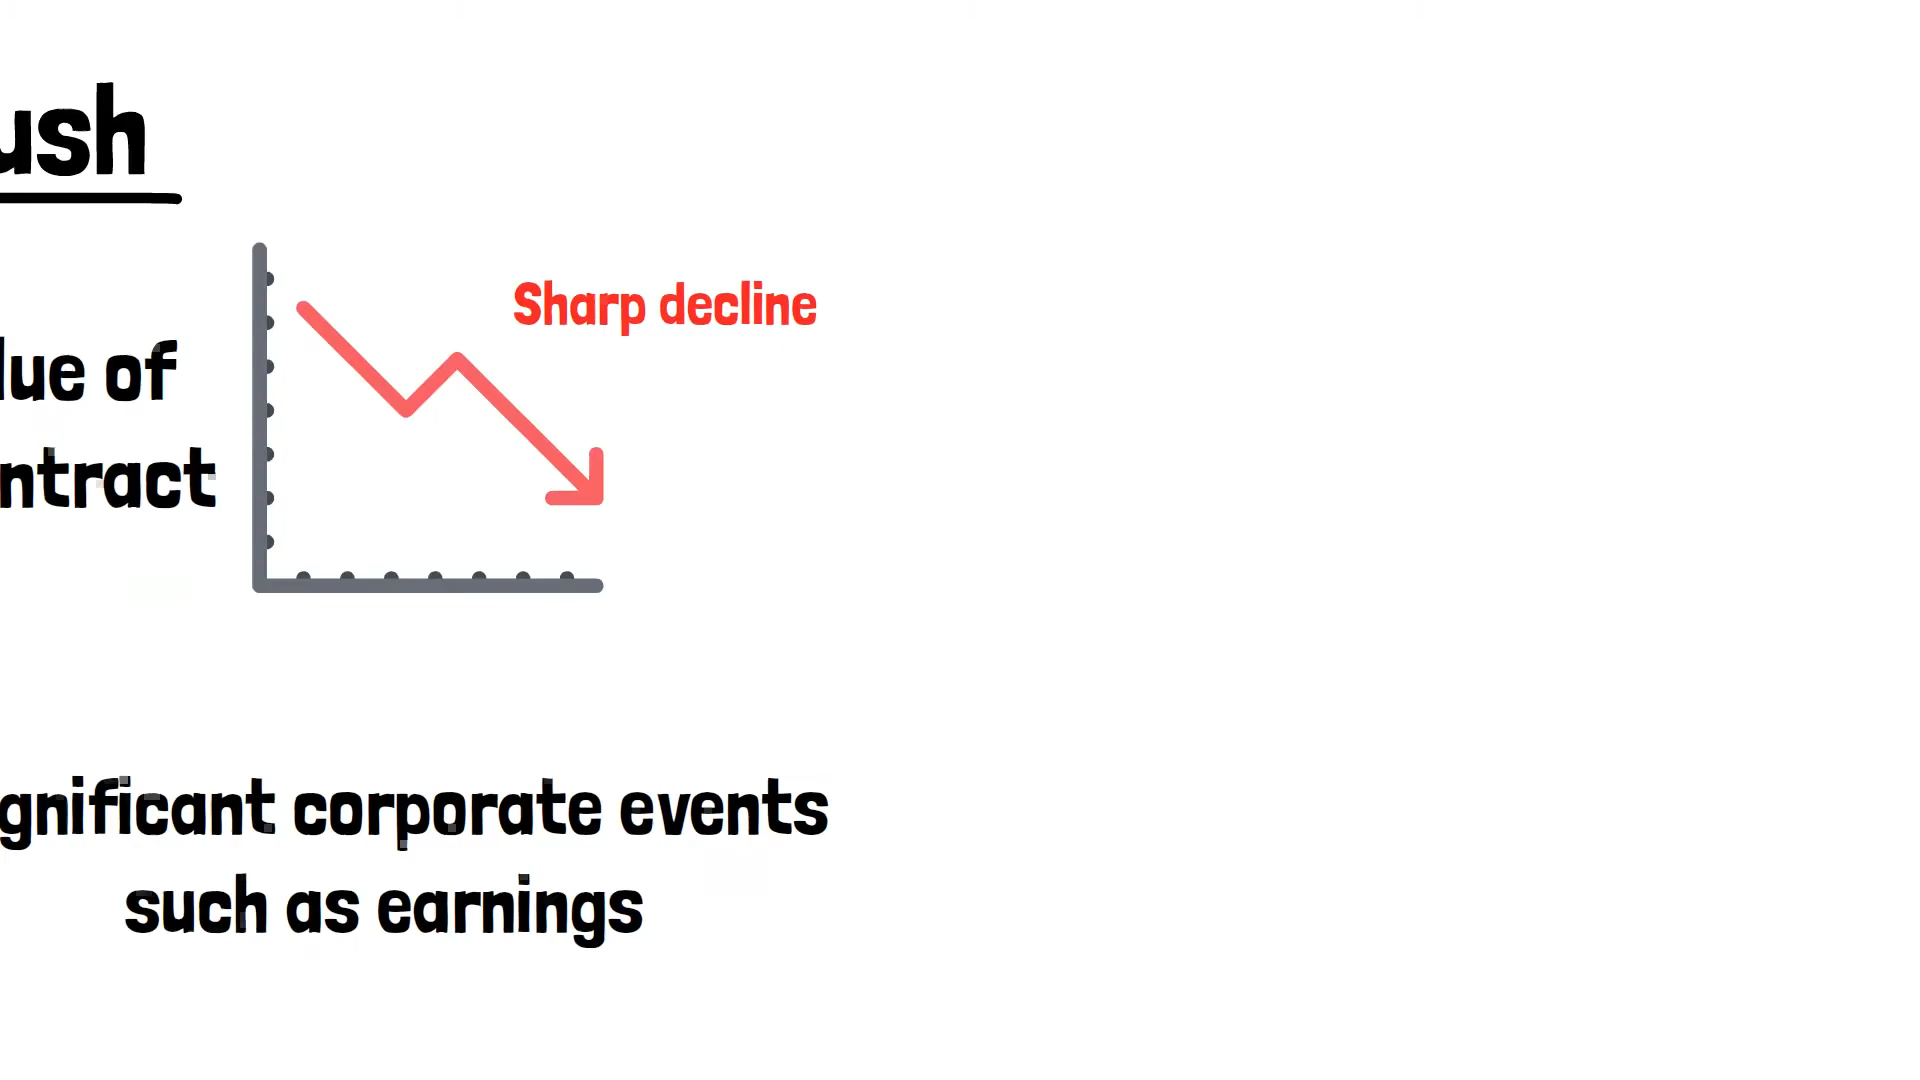 ush
Sharp decline
lue of
ntract
gnificant corporate events
such as earnings